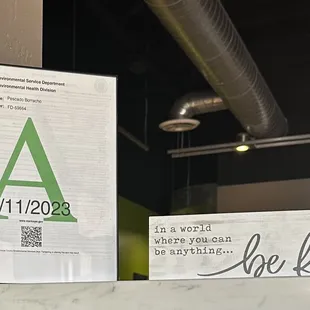 Environmental Service Department
Environmental Health Division
Pescado Borracho
FD-
A
/11/2023
in a world
where you can
be anything...
be k